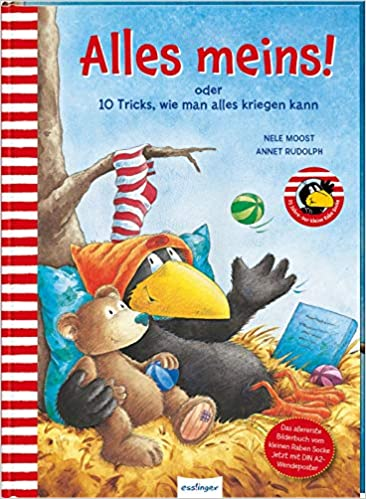 Alles meins!
oder
10 Tricks, wie man alles kriegen kann
NELE MOOST
ANNET RUDOLPH
Das allererste
Bilderbuch vom
kleinen Raben Socke
Jetzt mit DIN A2-
Wendeposter
esslinger